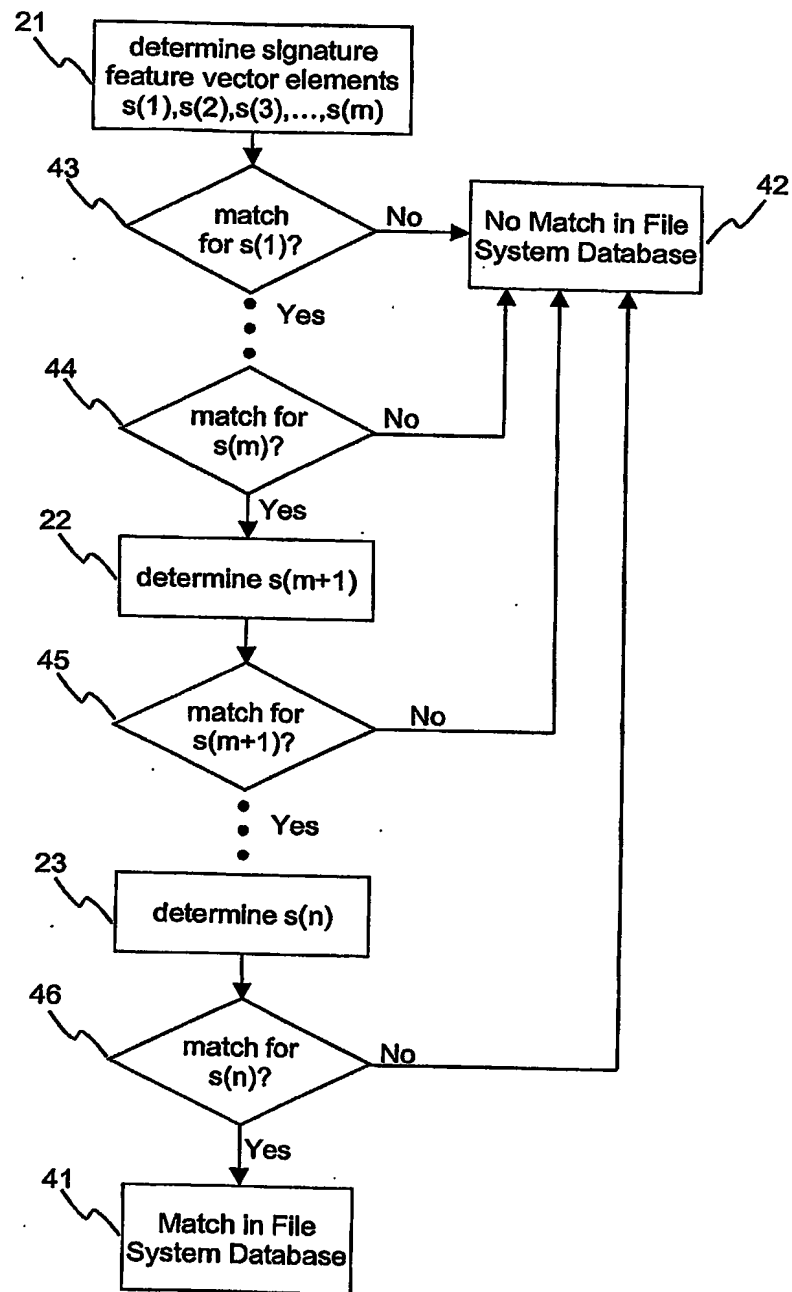 21
determine signature
feature vector elements
s(1),s(2),s(3),...,s(m)
43
match
for s(1)?
No
No Match in File
System Database
42
Yes
44
match for
s(m)?
No
Yes
22
determine s(m+1)
45
match for
s(m+1)?
No
Yes
23
determine s(n)
46
match for
s(n)?
No
Yes
41
Match in File
System Database